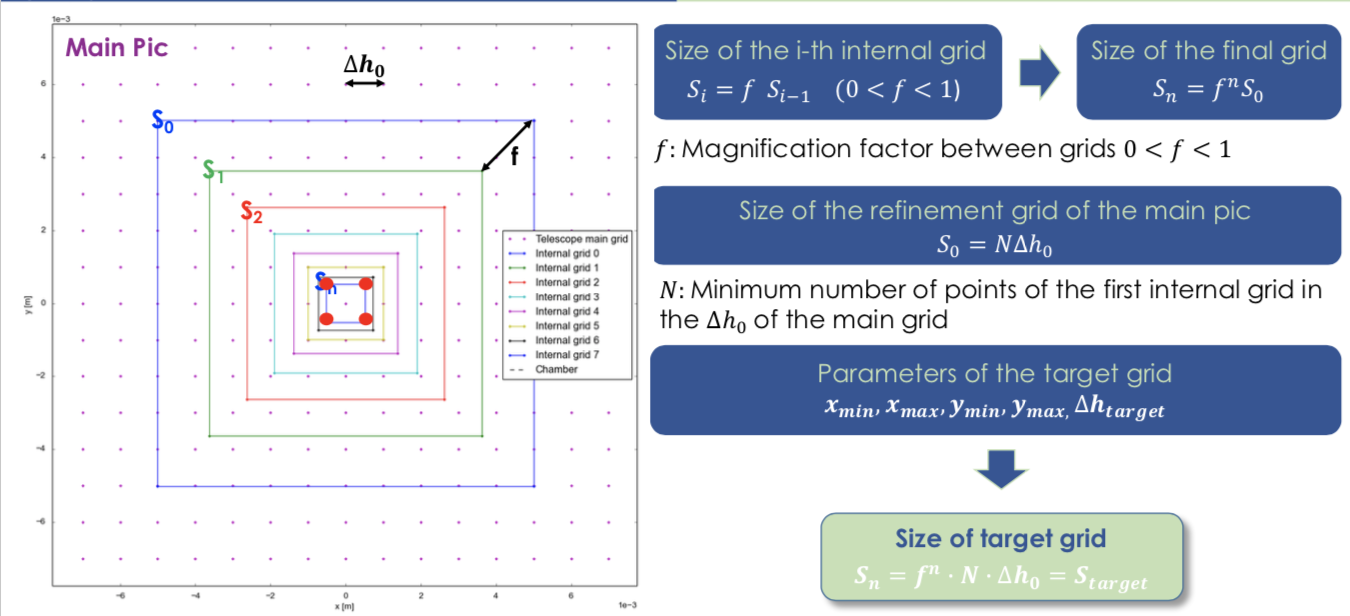 1e-3
Main Pic
Δh₀
6
4
2
0
−2
−4
−6
y [m]
S₀
S₁
S₂
Sₙ
f
Telescope main grid
Internal grid 0
Internal grid 1
Internal grid 2
Internal grid 3
Internal grid 4
Internal grid 5
Internal grid 6
Internal grid 7
Chamber
−6 −4 −2 0 2 4 6
x [m]
1e-3
Size of the i-th internal grid
Sᵢ = f Sᵢ₋₁ (0 < f < 1)
Size of the final grid
Sₙ = fⁿS₀
f: Magnification factor between grids 0 < f < 1
Size of the refinement grid of the main pic
S₀ = NΔh₀
N: Minimum number of points of the first internal grid in
the Δh₀ of the main grid
Parameters of the target grid
x_min, x_max, y_min, y_max, Δh_target
Size of target grid
Sₙ = fⁿ · N · Δh₀ = S_target